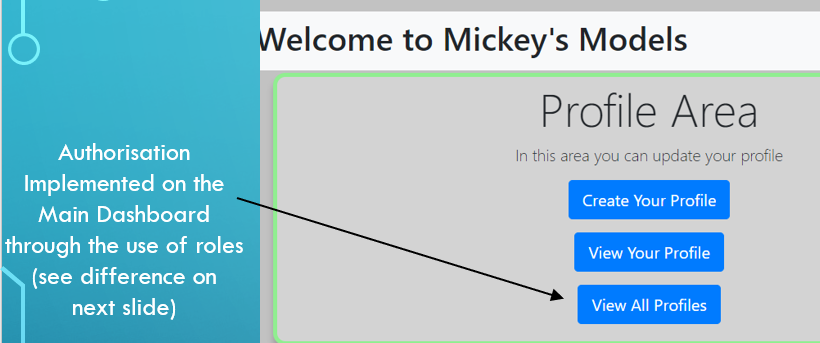 Welcome to Mickey's Models
Profile Area
In this area you can update your profile
Create Your Profile
View Your Profile
View All Profiles
Authorisation
Implemented on the
Main Dashboard
through the use of roles
(see difference on
next slide)